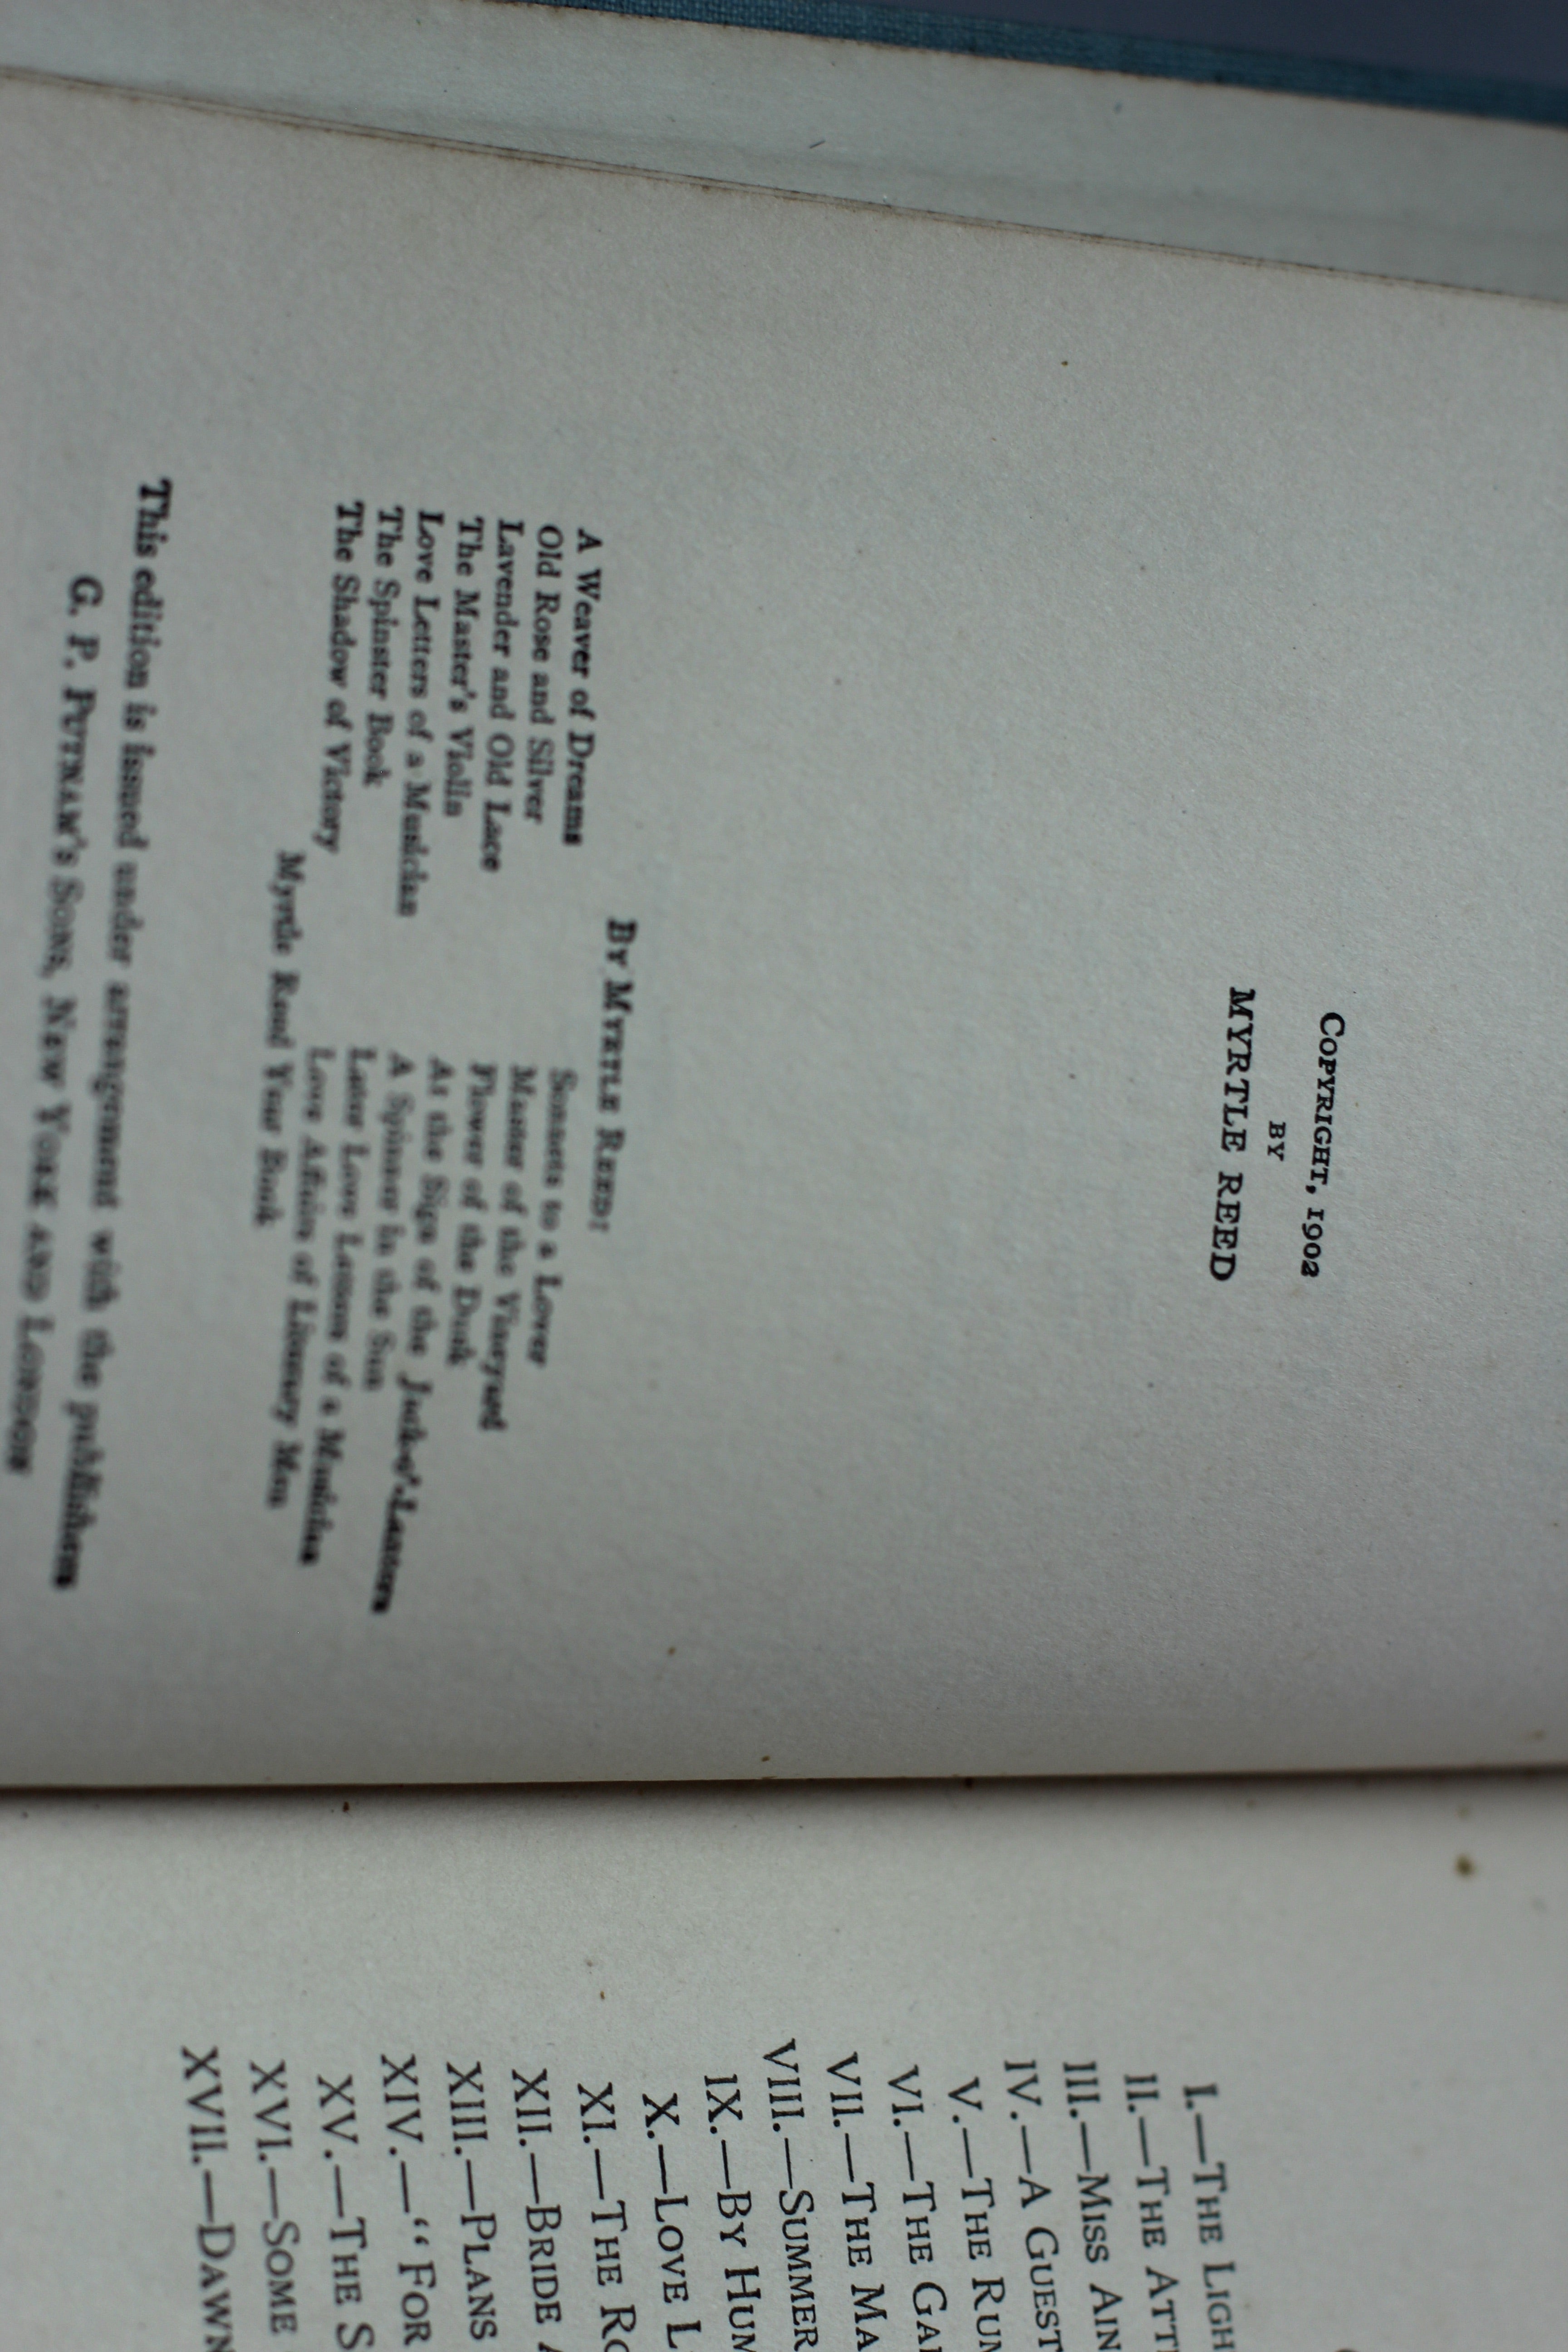 COPYRIGHT, 1902
BY
MYRTLE REED
BY MYRTLE REED:
A Weaver of Dreams
Old Rose and Silver
Lavender and Old Lace
The Master's Violin
Love Letters of a Musician
The Spinster Book
The Shadow of Victory
Sonnets to a Lover
Master of the Vineyard
Flower of the Dusk
At the Sign of the Jack-o'-Lantern
A Spinner in the Sun
Later Love Letters of a Musician
Love Affairs of Literary Men
Myrtle Reed Year Book
This edition is issued under arrangement with the publishers
G. P. PUTNAM'S SONS, NEW YORK AND LONDON
I.—THE LIGH
II.—THE ATT
III.—MISS AIN
IV.—A GUEST
V.—THE RUM
VI.—THE GAR
VII.—THE MA
VIII.—SUMMER
IX.—BY HUM
X.—LOVE L
XI.—THE RO
XII.—BRIDE A
XIII.—PLANS
XIV.—"FOR
XV.—THE S
XVI.—SOME
XVII.—DAWN